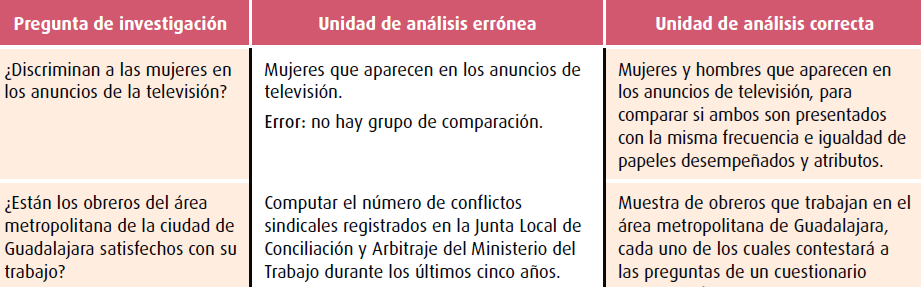 Pregunta de investigación
Unidad de análisis errónea
Unidad de análisis correcta
¿Discriminan a las mujeres en
los anuncios de la televisión?
Mujeres que aparecen en los anuncios de
televisión.
Error: no hay grupo de comparación.
Mujeres y hombres que aparecen en
los anuncios de televisión, para
comparar si ambos son presentados
con la misma frecuencia e igualdad de
papeles desempeñados y atributos.
¿Están los obreros del área
metropolitana de la ciudad de
Guadalajara satisfechos con su
trabajo?
Computar el número de conflictos
sindicales registrados en la Junta Local de
Conciliación y Arbitraje del Ministerio del
Trabajo durante los últimos cinco años.
Muestra de obreros que trabajan en el
área metropolitana de Guadalajara,
cada uno de los cuales contestará a
las preguntas de un cuestionario